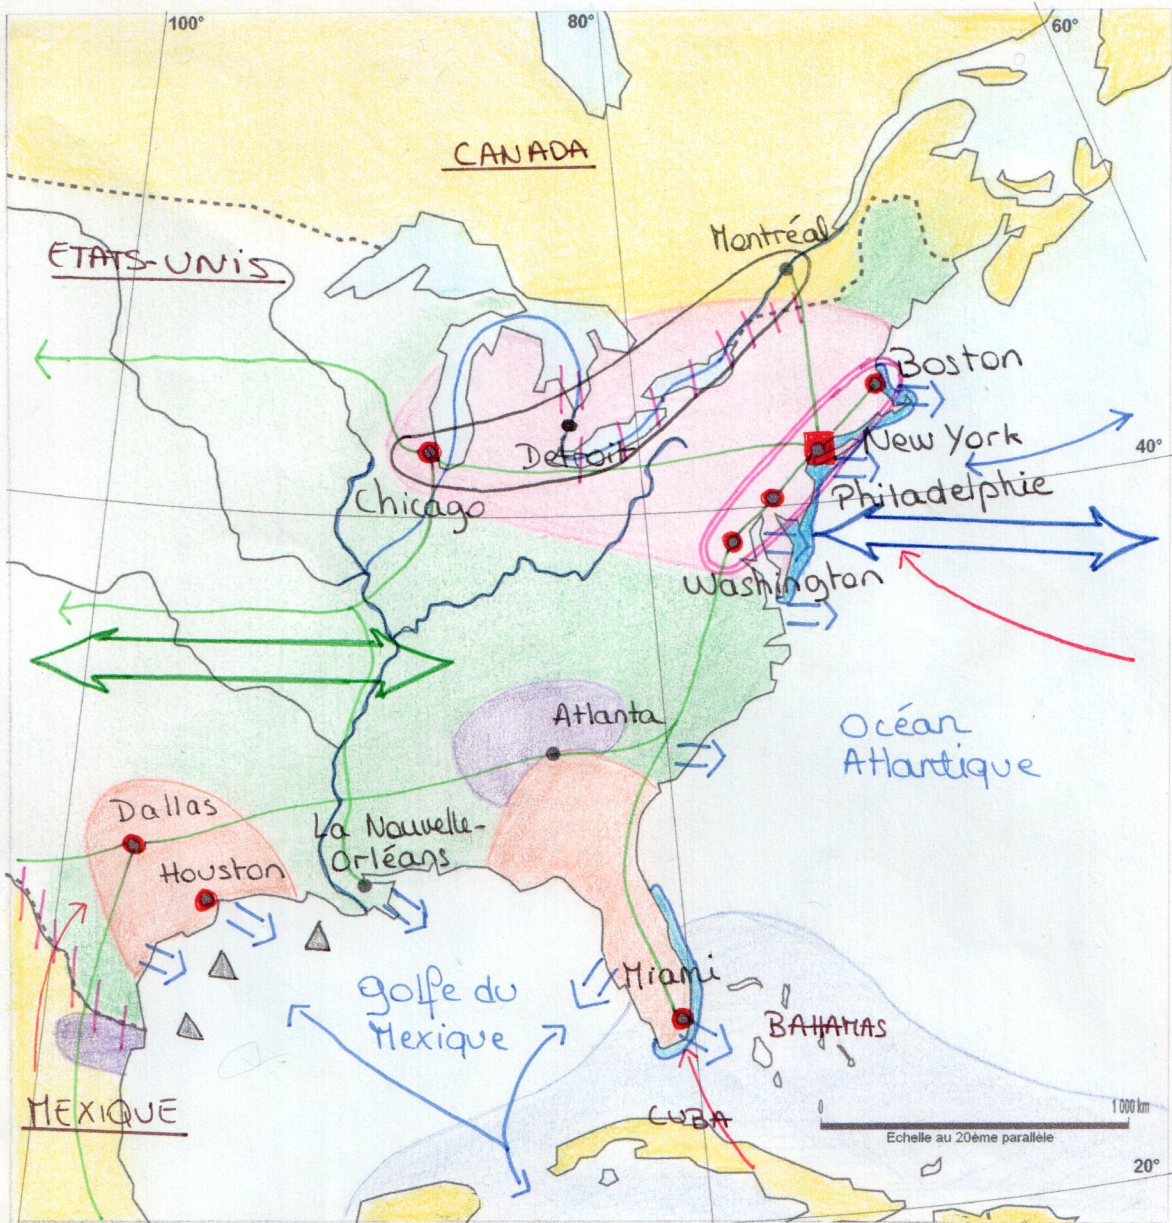 100°
80°
60°
CANADA
ETATS-UNIS
Montréal
Boston
New York
40°
Detroit
Chicago
Philadelphie
Washington
Atlanta
Océan
Atlantique
Dallas
La Nouvelle-
Orléans
Houston
Miami
golfe du
Mexique
BAHAMAS
MEXIQUE
CUBA
0
1 000 km
Echelle au 20ème parallèle
20°